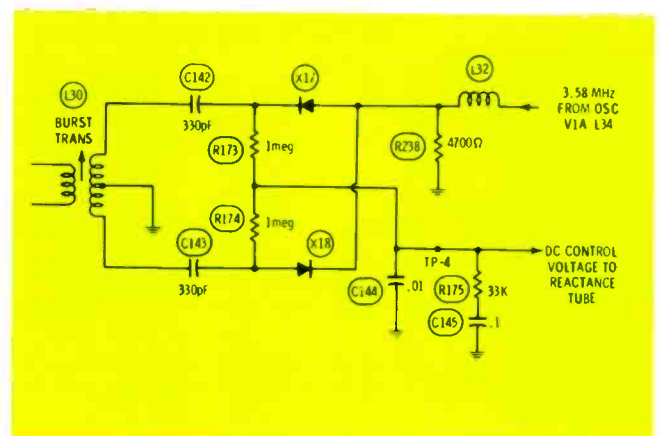 C142
330pF
X17
L32
3.58 MHz
FROM OSC
VIA L34
L30
BURST
TRANS
R173
1meg
R238
4700Ω
R174
1meg
X18
C143
330pF
TP-4
DC CONTROL
VOLTAGE TO
REACTANCE
TUBE
C144
.01
R175
33K
C145
.1